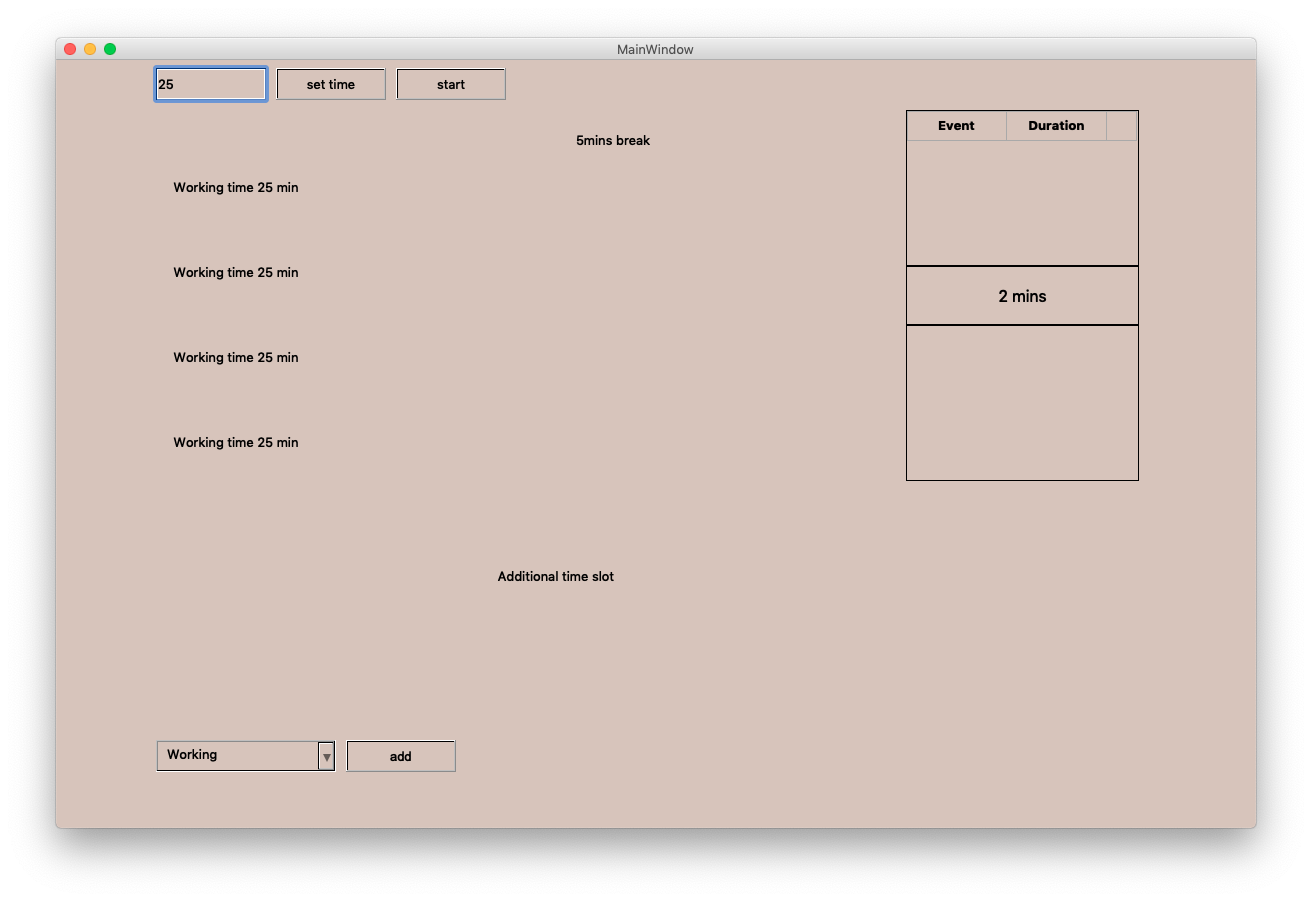 MainWindow
25
set time
start
Event
Duration
5mins break
Working time 25 min
Working time 25 min
2 mins
Working time 25 min
Working time 25 min
Additional time slot
Working
add